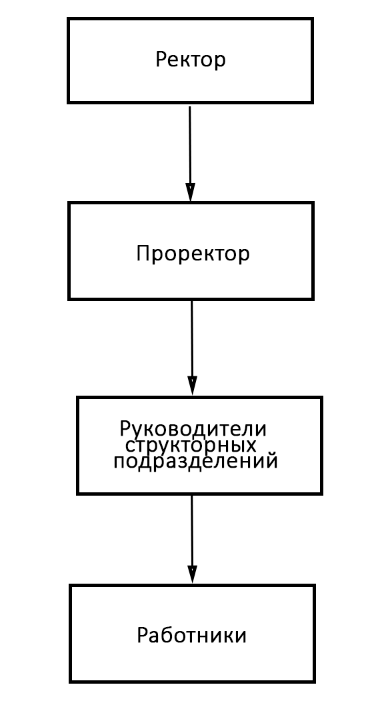 Ректор
Проректор
Руководители
структорных
подразделений
Работники